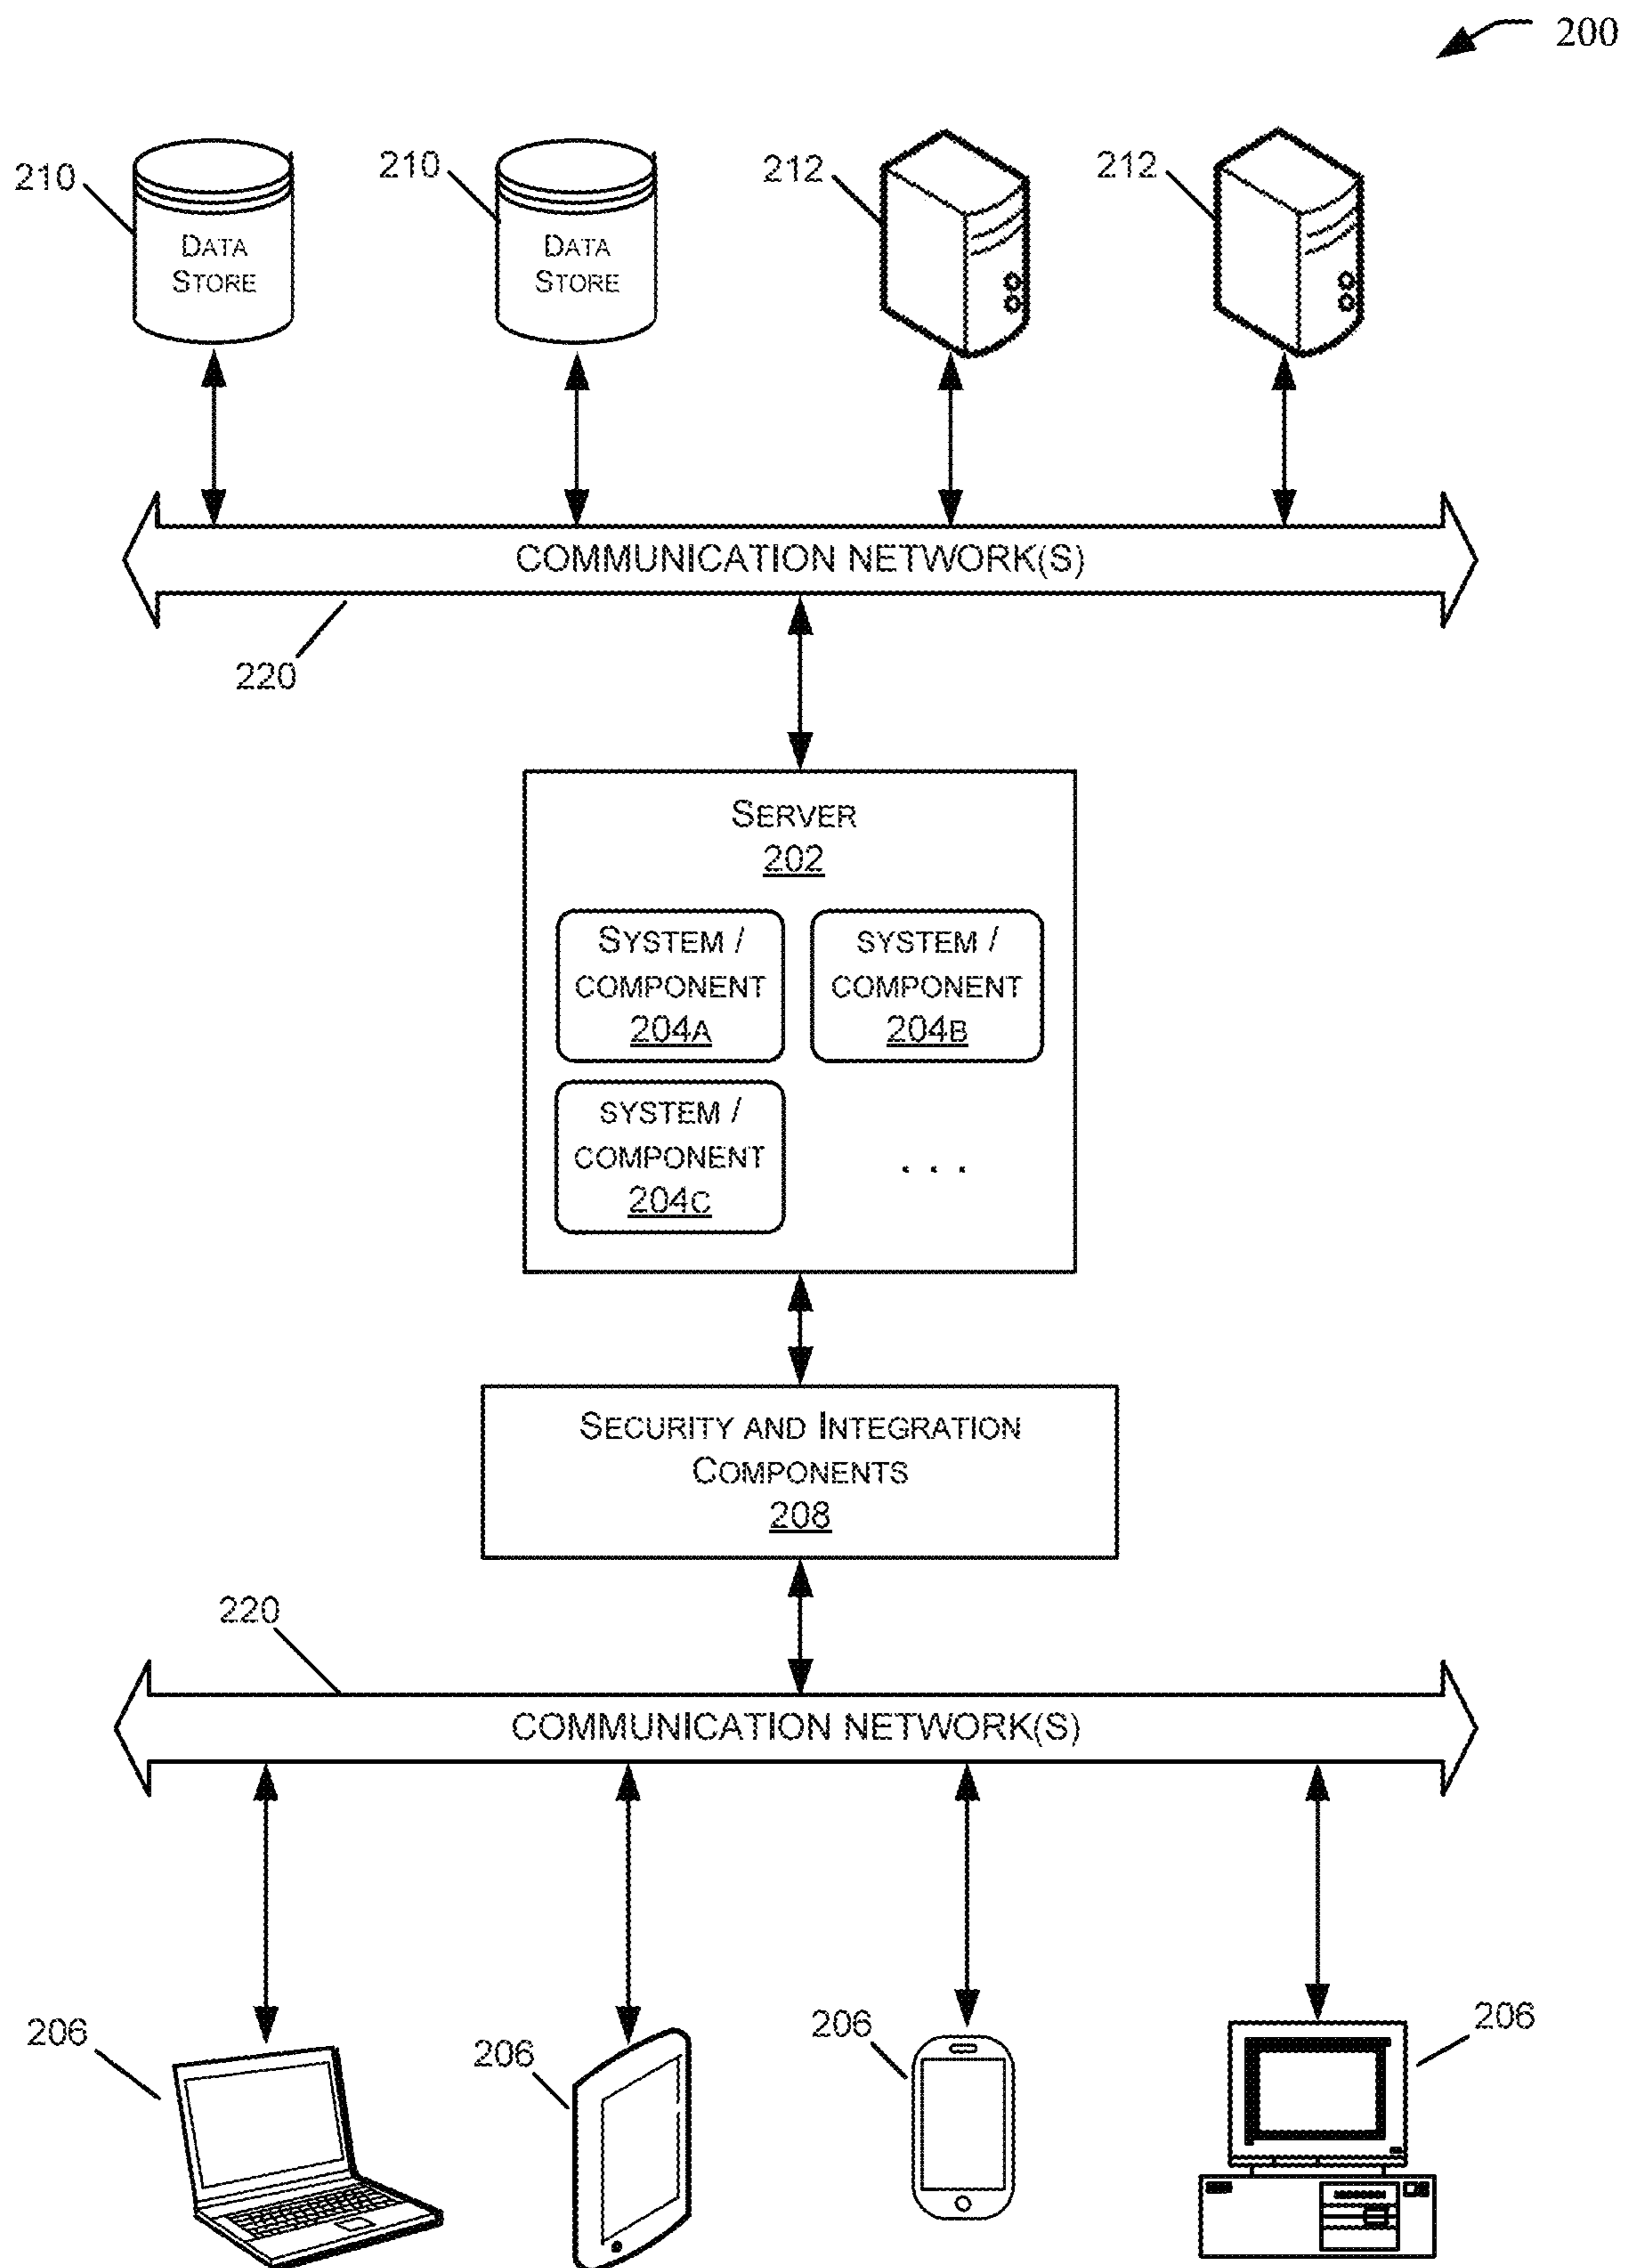 200
210
210
212
212
DATA
STORE
DATA
STORE
COMMUNICATION NETWORK(S)
220
SERVER
202
SYSTEM /
COMPONENT
204A
SYSTEM /
COMPONENT
204B
SYSTEM /
COMPONENT
204C
. . .
SECURITY AND INTEGRATION
COMPONENTS
208
220
COMMUNICATION NETWORK(S)
206
206
206
206